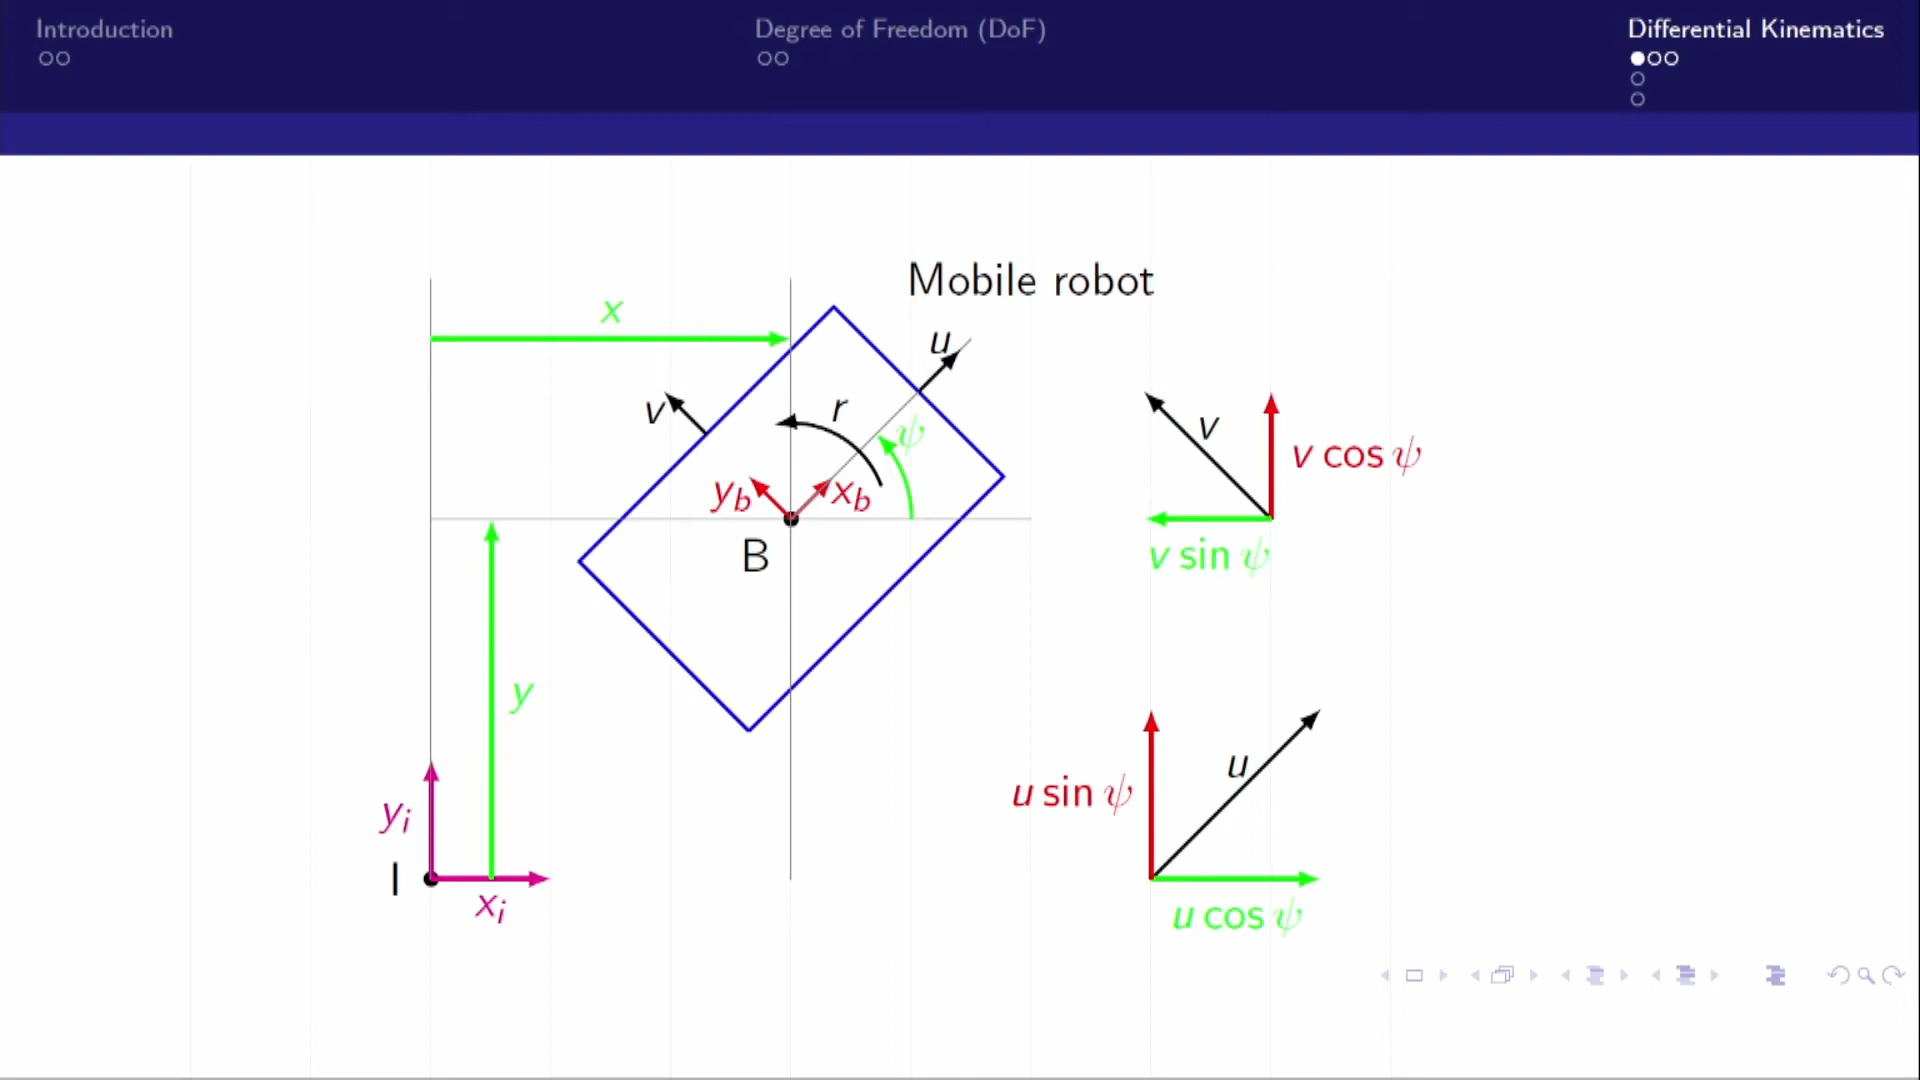 Introduction
Degree of Freedom (DoF)
Differential Kinematics
Mobile robot
x
u
v
r
ψ
y_b
x_b
B
y
y_i
I
x_i
v
v cos ψ
v sin ψ
u
u sin ψ
u cos ψ